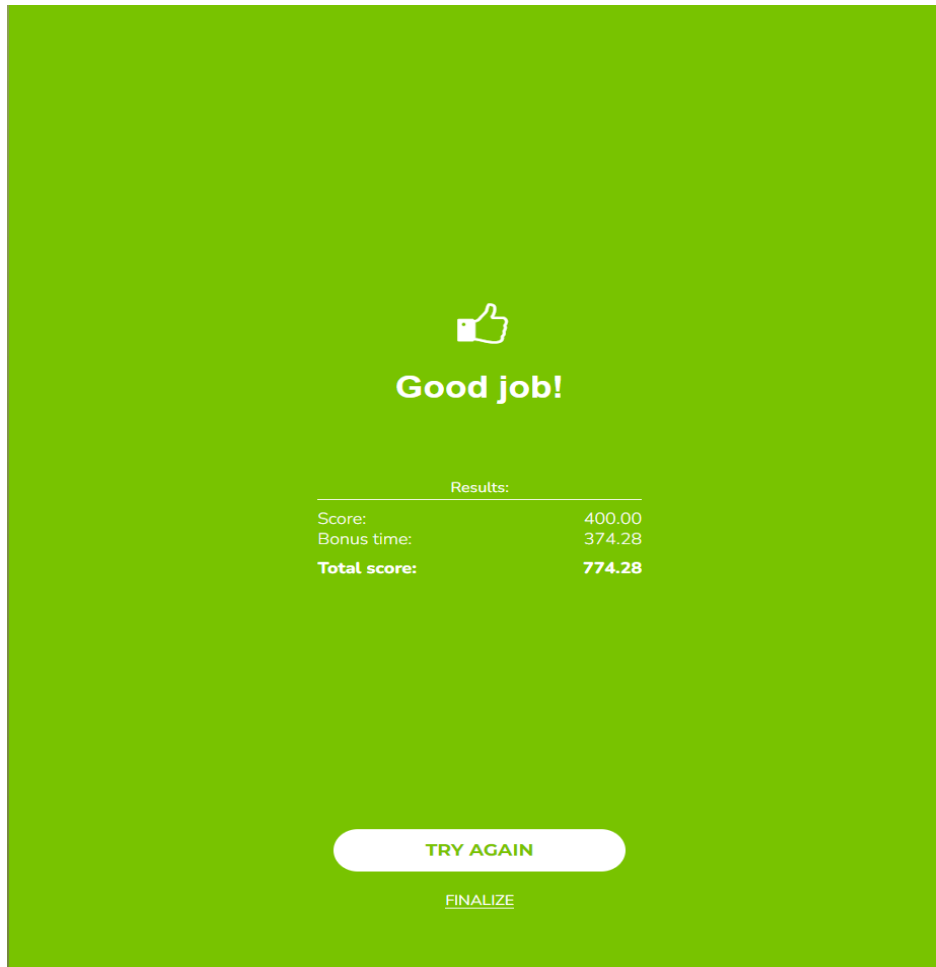 Good job!
Results:
Score: 400.00
Bonus time: 374.28
Total score: 774.28
TRY AGAIN
FINALIZE